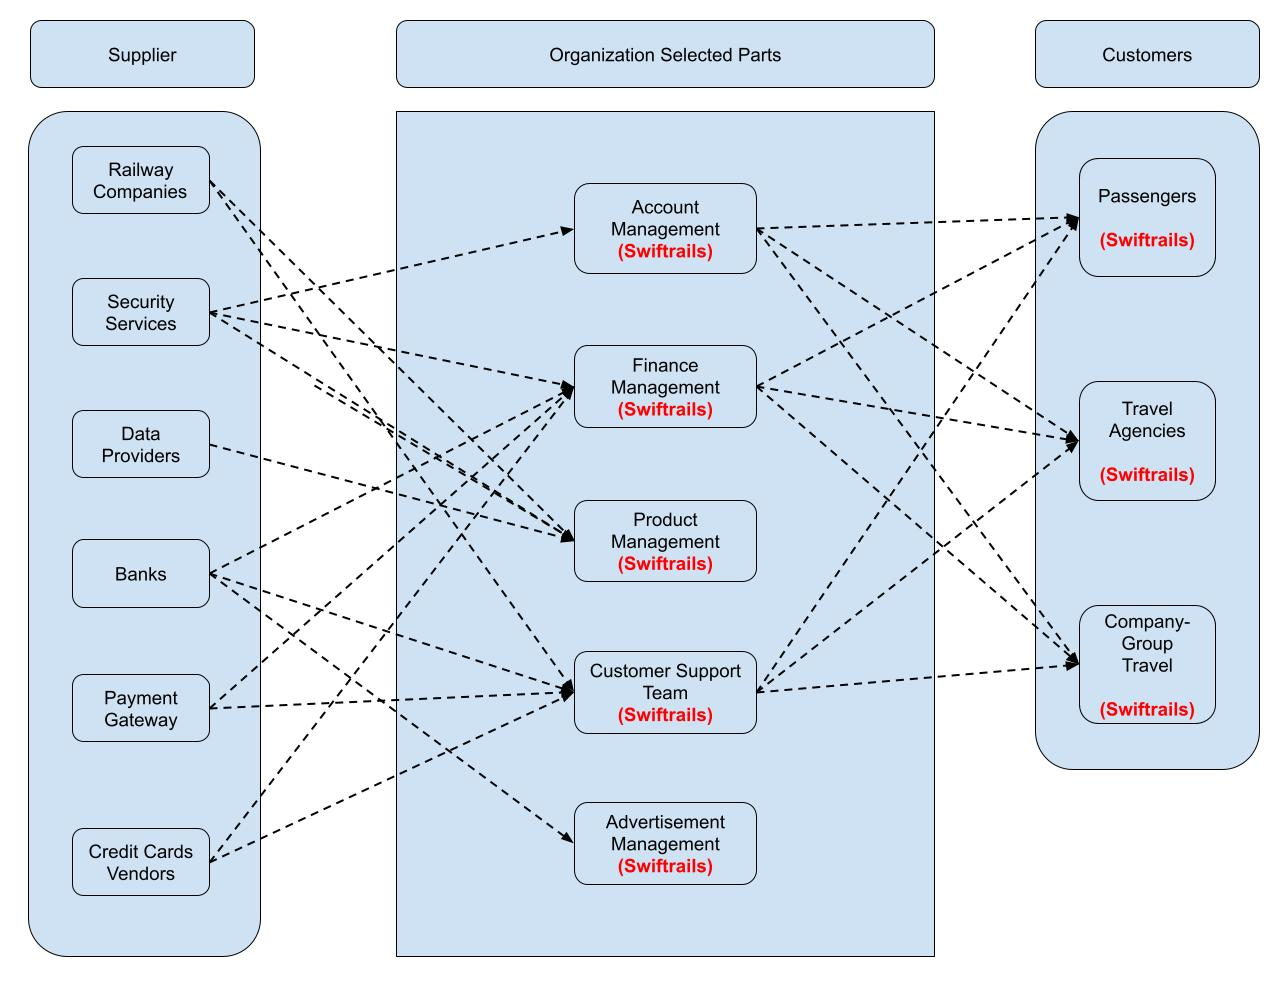 Supplier
Organization Selected Parts
Customers
Railway
Companies
Security
Services
Data
Providers
Banks
Payment
Gateway
Credit Cards
Vendors
Account
Management
(Swiftrails)
Finance
Management
(Swiftrails)
Product
Management
(Swiftrails)
Customer Support
Team
(Swiftrails)
Advertisement
Management
(Swiftrails)
Passengers
(Swiftrails)
Travel
Agencies
(Swiftrails)
Company-
Group
Travel
(Swiftrails)